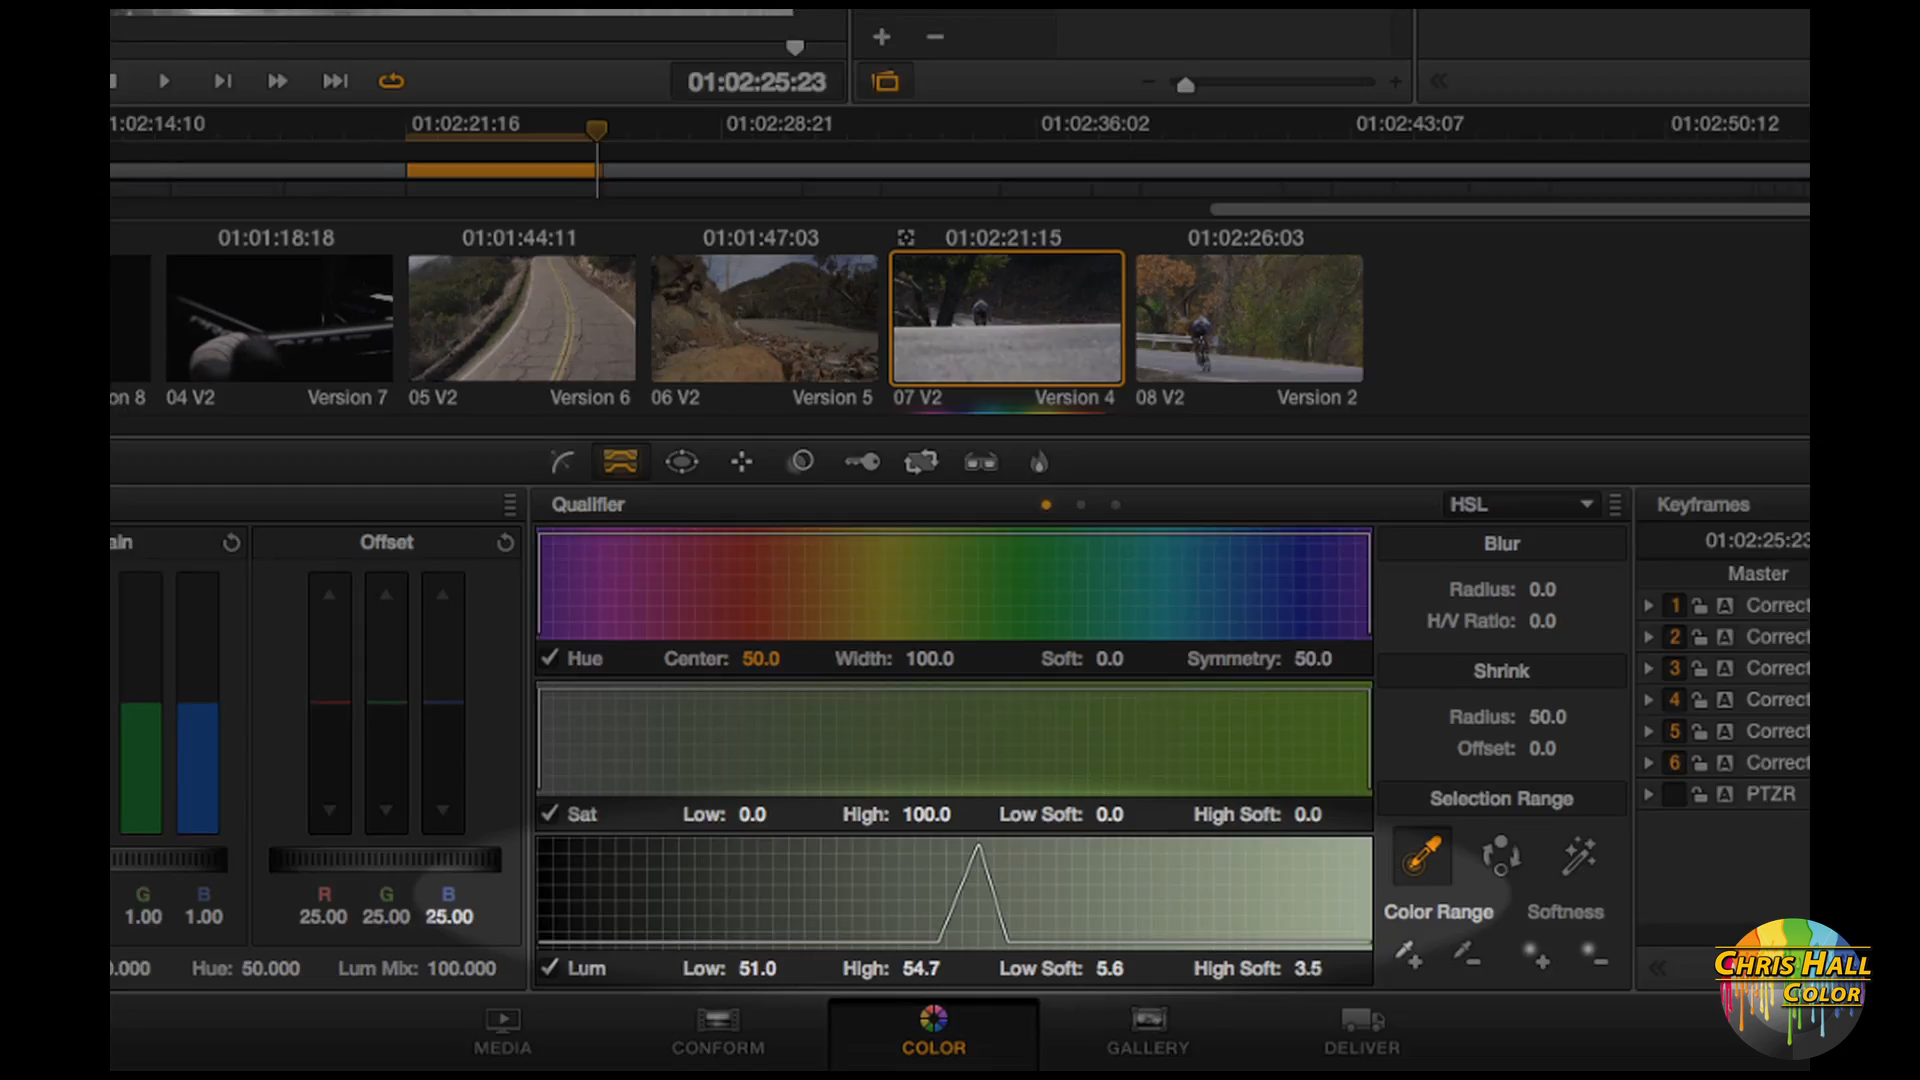 01:02:25:23
1:02:14:10 01:02:21:16 01:02:28:21 01:02:36:02 01:02:43:07 01:02:50:12
01:01:18:18 01:01:44:11 01:01:47:03 01:02:21:15 01:02:26:03
on 8 04 V2 Version 7 05 V2 Version 6 06 V2 Version 5 07 V2 Version 4 08 V2 Version 2
Qualifier HSL Keyframes
ain Offset Blur 01:02:25:23
Master
Radius: 0.0
H/V Ratio: 0.0
1 A Correct
2 A Correct
Hue Center: 50.0 Width: 100.0 Soft: 0.0 Symmetry: 50.0
Shrink
3 A Correct
4 A Correct
Radius: 50.0
5 A Correct
Offset: 0.0
6 A Correct
Selection Range
A PTZR
Sat Low: 0.0 High: 100.0 Low Soft: 0.0 High Soft: 0.0
G B R G B
1.00 1.00 25.00 25.00 25.00
Color Range Softness
0.000 Hue: 50.000 Lum Mix: 100.000
Lum Low: 51.0 High: 54.7 Low Soft: 5.6 High Soft: 3.5
CHRIS HALL
COLOR
MEDIA CONFORM COLOR GALLERY DELIVER